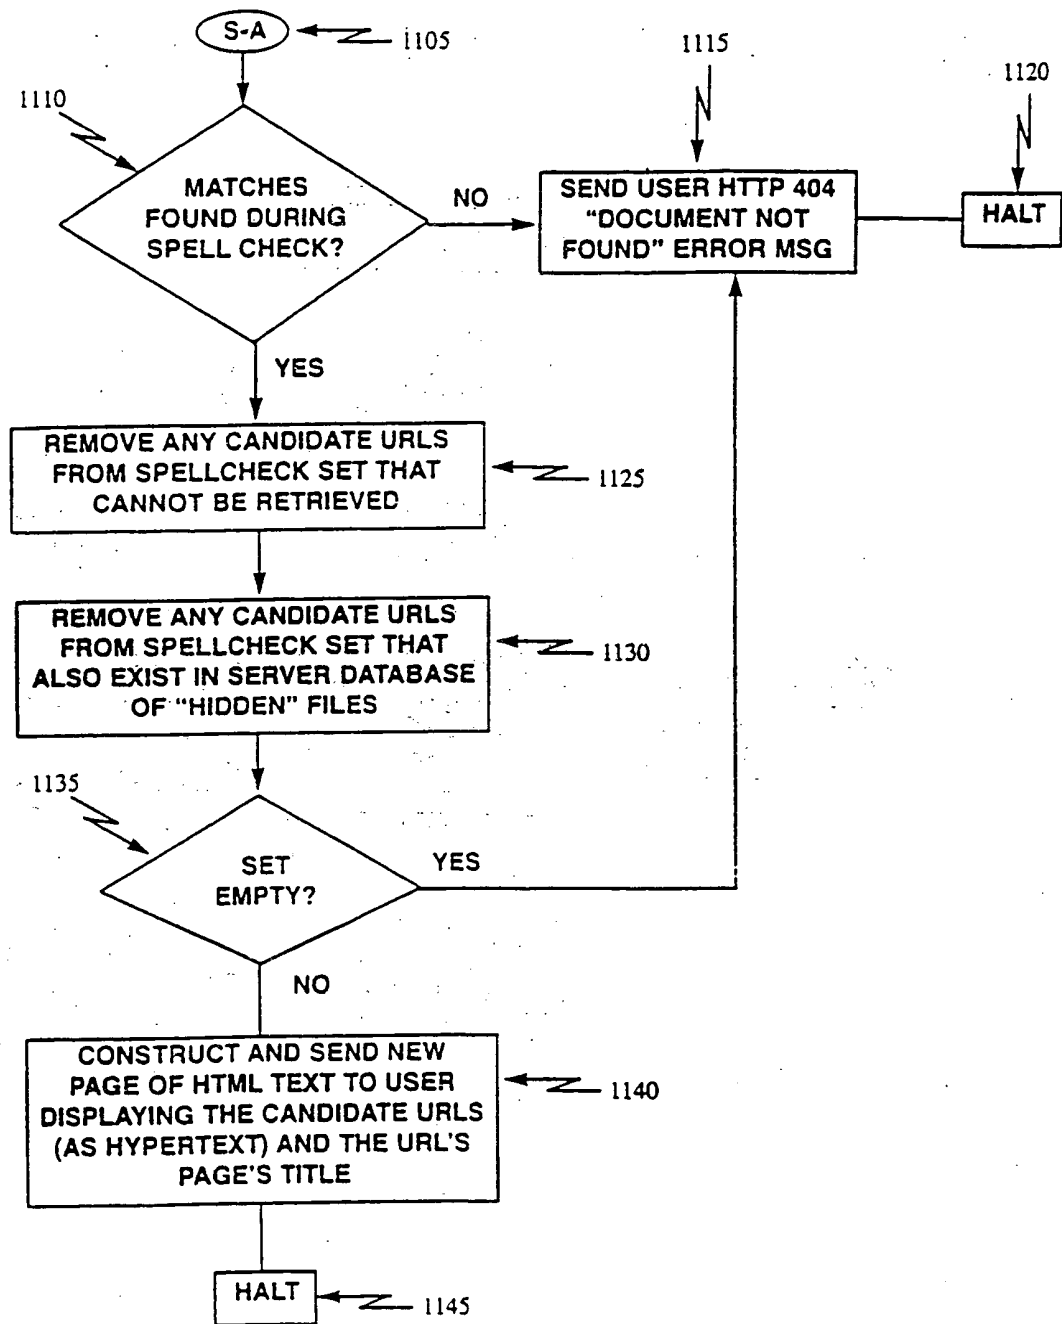 S-A
1105
1110
1115
1120
MATCHES
FOUND DURING
SPELL CHECK?
NO
SEND USER HTTP 404
"DOCUMENT NOT
FOUND" ERROR MSG
HALT
YES
REMOVE ANY CANDIDATE URLS
FROM SPELLCHECK SET THAT
CANNOT BE RETRIEVED
1125
REMOVE ANY CANDIDATE URLS
FROM SPELLCHECK SET THAT
ALSO EXIST IN SERVER DATABASE
OF "HIDDEN" FILES
1130
1135
SET
EMPTY?
YES
NO
CONSTRUCT AND SEND NEW
PAGE OF HTML TEXT TO USER
DISPLAYING THE CANDIDATE URLS
(AS HYPERTEXT) AND THE URL'S
PAGE'S TITLE
1140
HALT
1145